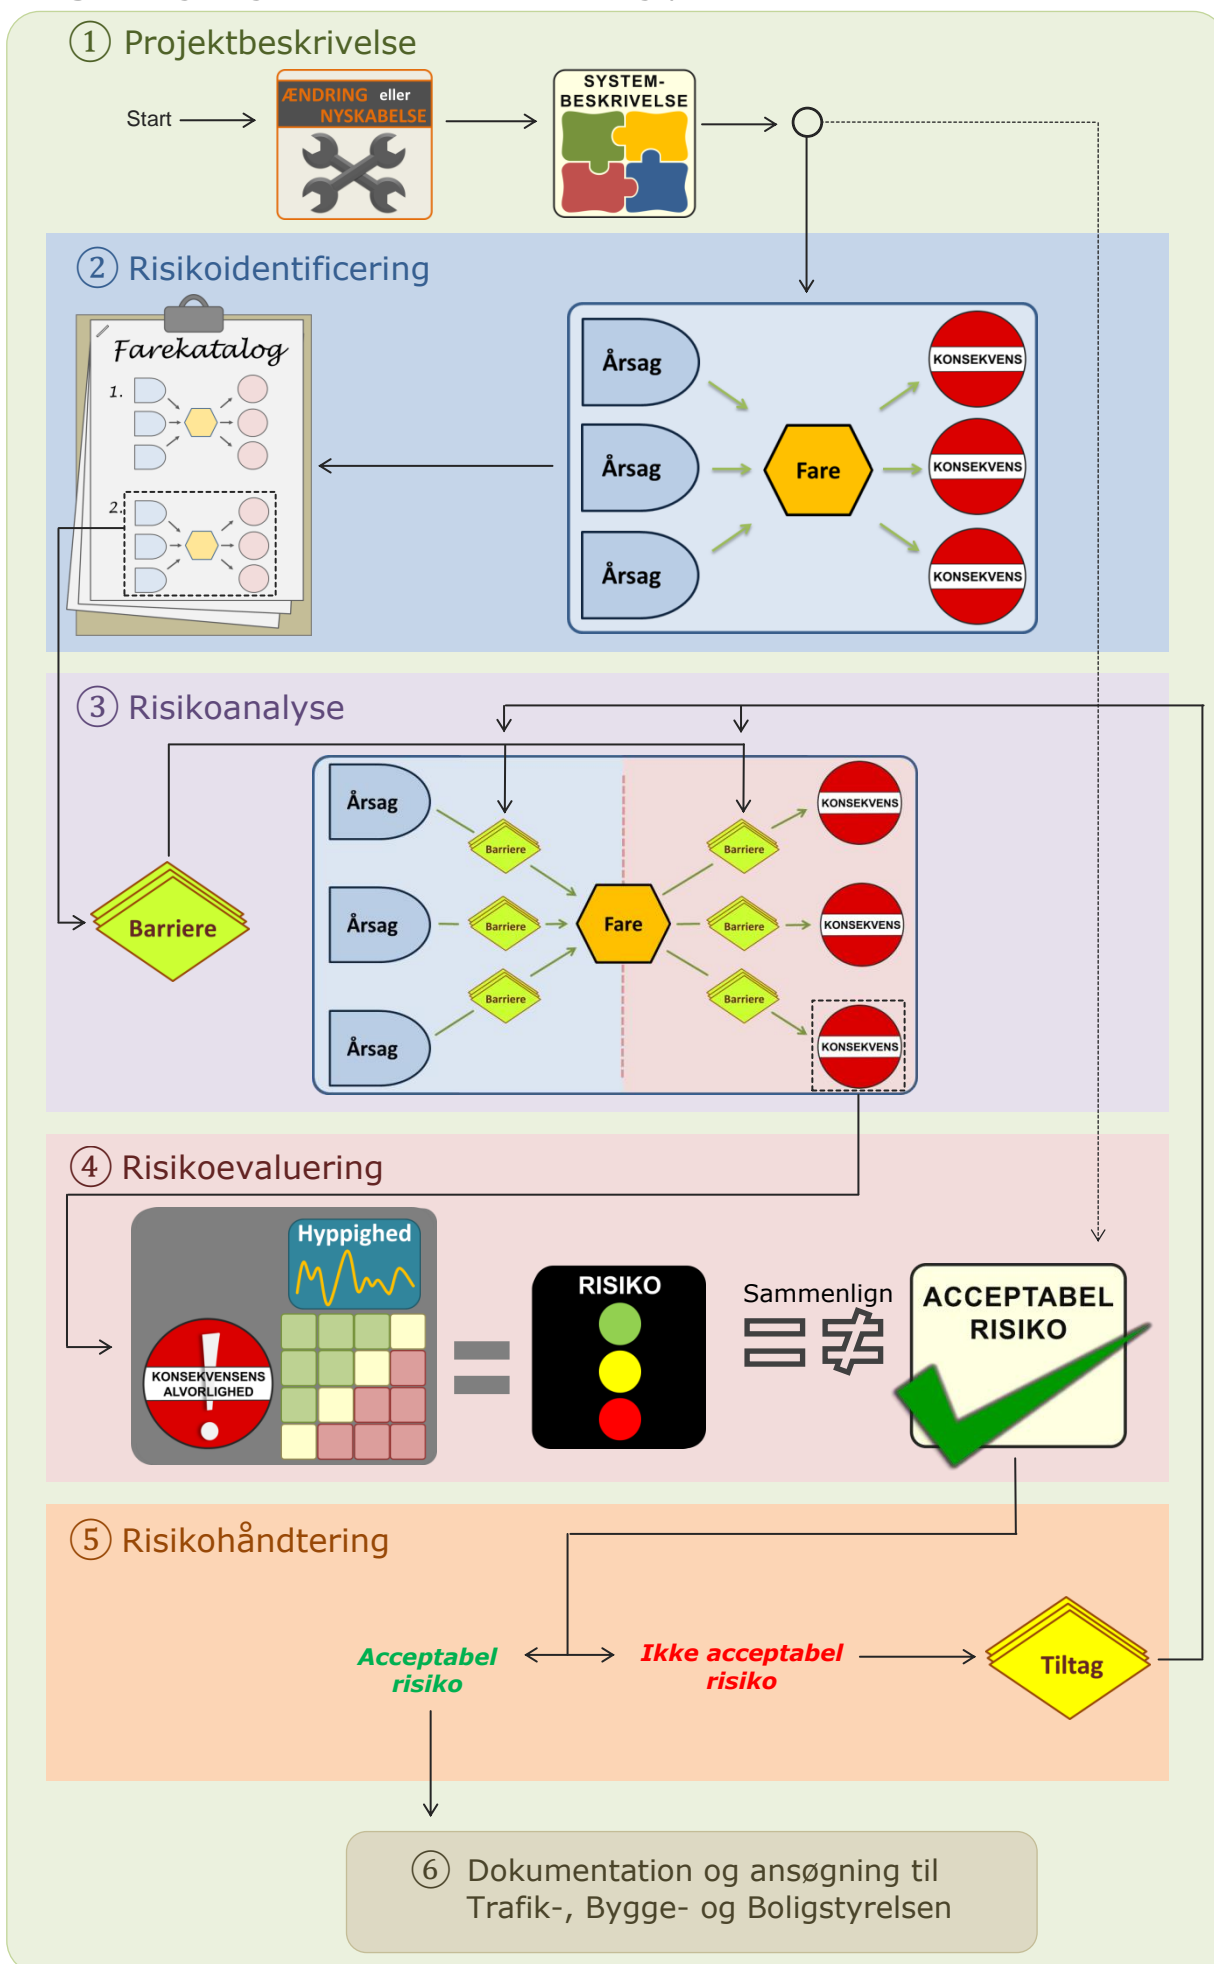 ① Projektbeskrivelse
Start
ÆNDRING eller
NYSKABELSE
SYSTEM-
BESKRIVELSE
② Risikoidentificering
Farekatalog
1.
2.
Årsag
Årsag
Årsag
Fare
KONSEKVENS
KONSEKVENS
KONSEKVENS
③ Risikoanalyse
Barriere
Årsag
Årsag
Årsag
Barriere
Barriere
Barriere
Fare
Barriere
Barriere
Barriere
KONSEKVENS
KONSEKVENS
KONSEKVENS
④ Risikoevaluering
Hyppighed
KONSEKVENSENS
ALVORLIGHED
RISIKO
Sammenlign
ACCEPTABEL
RISIKO
⑤ Risikohåndtering
Acceptabel
risiko
Ikke acceptabel
risiko
Tiltag
⑥ Dokumentation og ansøgning til
Trafik-, Bygge- og Boligstyrelsen